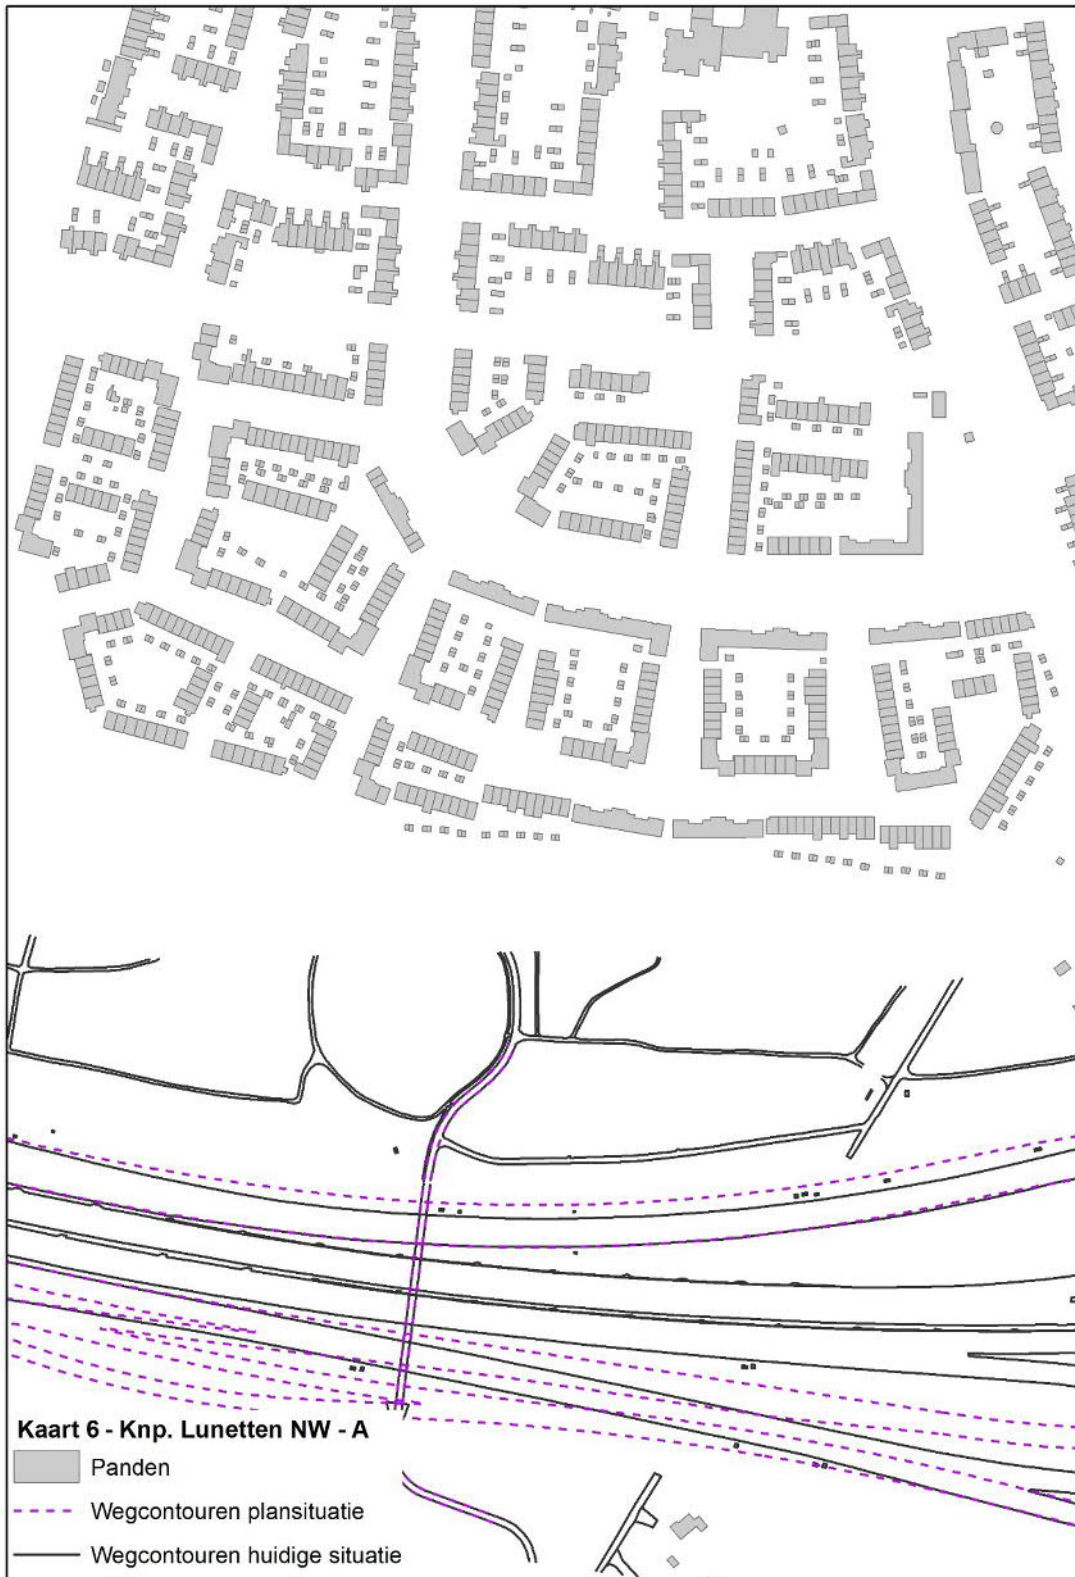 Kaart 6 - Knp. Lunetten NW - A
Panden
Wegcontouren plansituatie
Wegcontouren huidige situatie